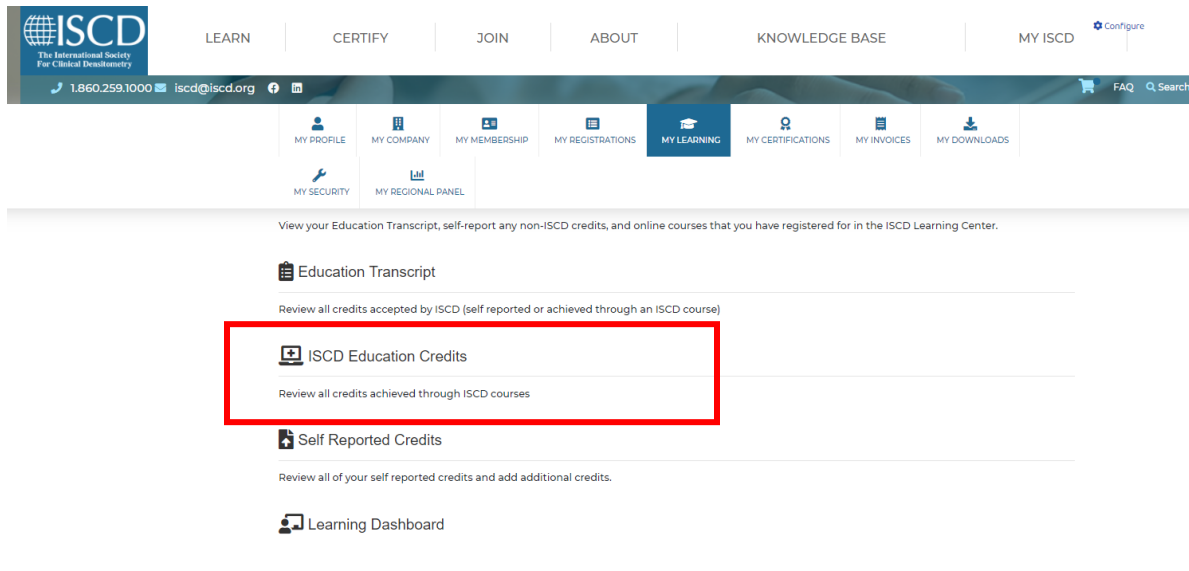 ISCD
The International Society
For Clinical Densitometry
LEARN CERTIFY JOIN ABOUT KNOWLEDGE BASE MY ISCD Configure
1.860.259.1000 iscd@iscd.org FAQ Search
MY PROFILE MY COMPANY MY MEMBERSHIP MY REGISTRATIONS MY LEARNING MY CERTIFICATIONS MY INVOICES MY DOWNLOADS
MY SECURITY MY REGIONAL PANEL
View your Education Transcript, self-report any non-ISCD credits, and online courses that you have registered for in the ISCD Learning Center.
Education Transcript
Review all credits accepted by ISCD (self reported or achieved through an ISCD course)
ISCD Education Credits
Review all credits achieved through ISCD courses
Self Reported Credits
Review all of your self reported credits and add additional credits.
Learning Dashboard